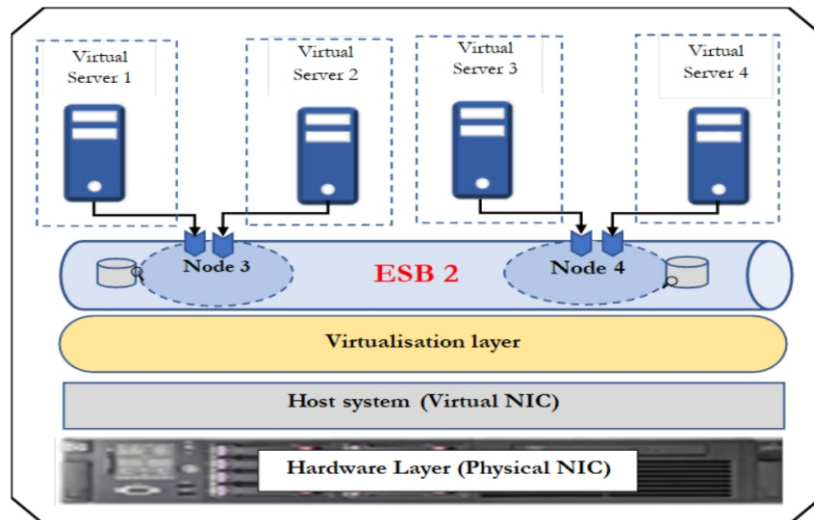 Virtual
Server 1
Virtual
Server 2
Virtual
Server 3
Virtual
Server 4
Node 3
ESB 2
Node 4
Virtualisation layer
Host system (Virtual NIC)
Hardware Layer (Physical NIC)